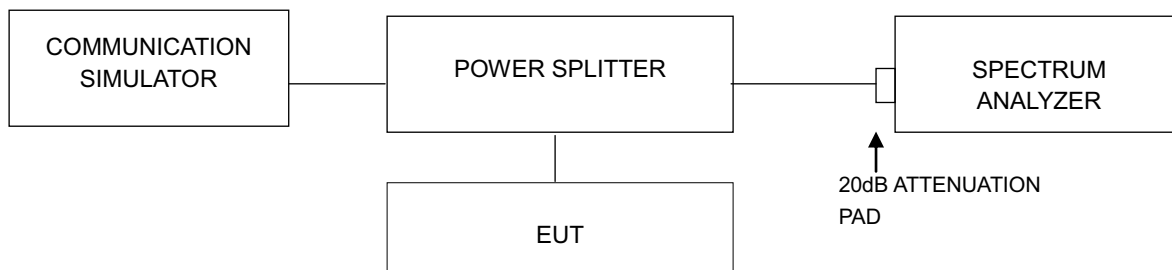 COMMUNICATION
SIMULATOR
POWER SPLITTER
SPECTRUM
ANALYZER
20dB ATTENUATION
PAD
EUT